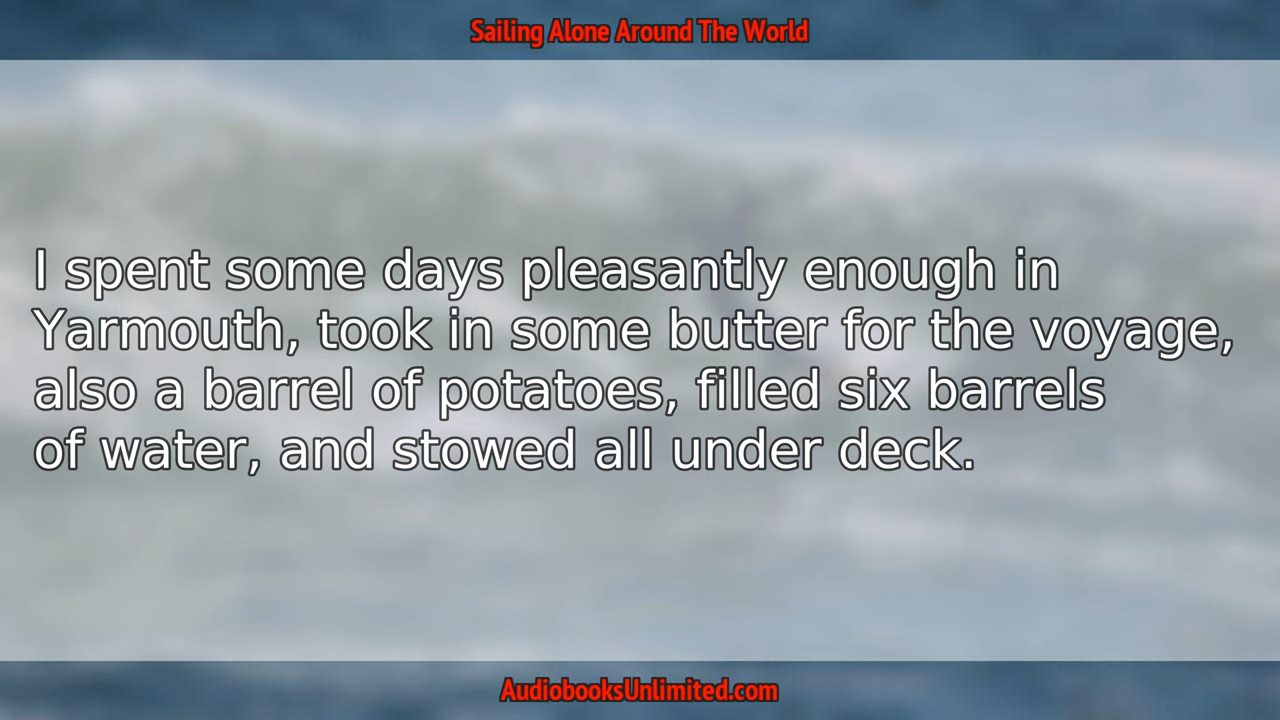 Sailing Alone Around The World
I spent some days pleasantly enough in
Yarmouth, took in some butter for the voyage,
also a barrel of potatoes, filled six barrels
of water, and stowed all under deck.
AudiobooksUnlimited.com